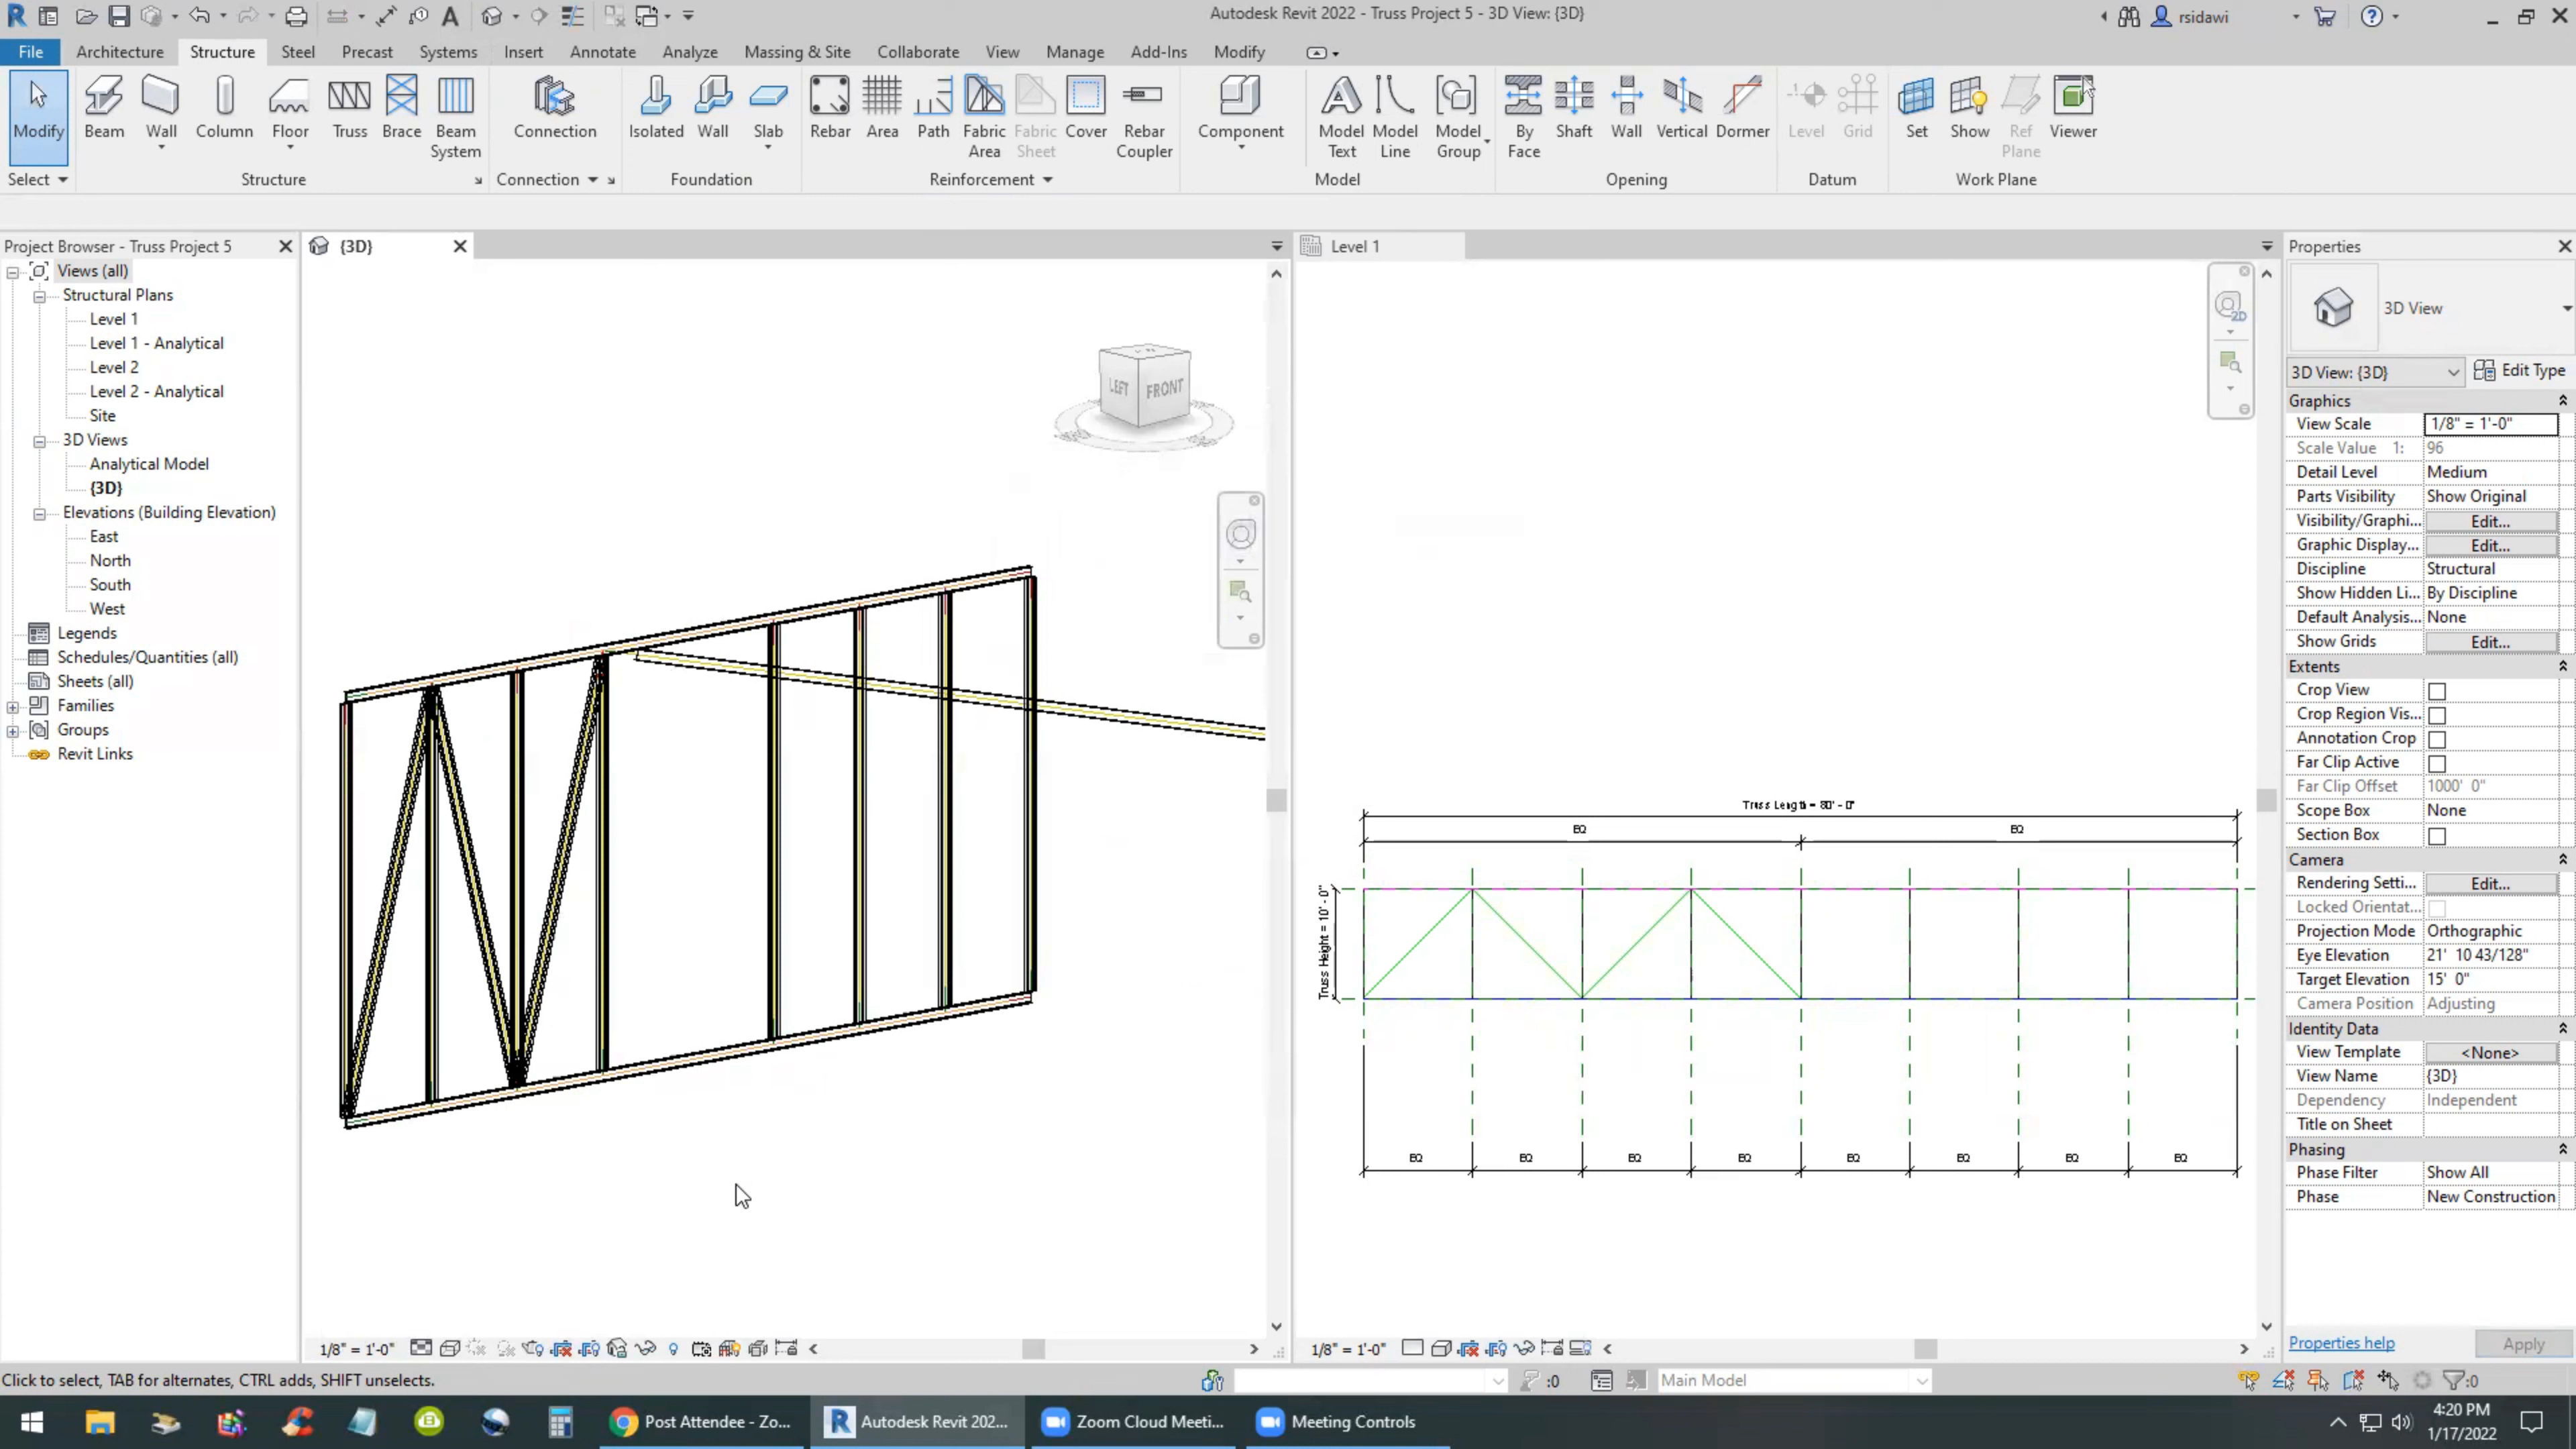 Autodesk Revit 2022 - Truss Project 5 - 3D View: {3D}
rsidawi
File Architecture Structure Steel Precast Systems Insert Annotate Analyze Massing & Site Collaborate View Manage Add-Ins Modify
Modify Beam Wall Column Floor Truss Brace Beam System Connection Isolated Wall Slab Rebar Area Path Fabric Area Fabric Sheet Cover Rebar Coupler Component Model Text Model Line Model Group By Face Shaft Wall Vertical Dormer Level Grid Set Show Ref Plane Viewer
Select Structure Connection Foundation Reinforcement Model Opening Datum Work Plane
Project Browser - Truss Project 5
Views (all)
Structural Plans
Level 1
Level 1 - Analytical
Level 2
Level 2 - Analytical
Site
3D Views
Analytical Model
{3D}
Elevations (Building Elevation)
East
North
South
West
Legends
Schedules/Quantities (all)
Sheets (all)
Families
Groups
Revit Links
{3D}
LEFT FRONT
1/8" = 1'-0"
Level 1
2D
Truss Length = 80' - 0"
EQ EQ
Truss Height = 10' - 0"
EQ EQ EQ EQ EQ EQ EQ EQ
1/8" = 1'-0"
Properties
3D View
3D View: {3D} Edit Type
Graphics
View Scale 1/8" = 1'-0"
Scale Value 1: 96
Detail Level Medium
Parts Visibility Show Original
Visibility/Graphi... Edit...
Graphic Display... Edit...
Discipline Structural
Show Hidden Li... By Discipline
Default Analysis... None
Show Grids Edit...
Extents
Crop View
Crop Region Vis...
Annotation Crop
Far Clip Active
Far Clip Offset 1000' 0"
Scope Box None
Section Box
Camera
Rendering Setti... Edit...
Locked Orientat...
Projection Mode Orthographic
Eye Elevation 21' 10 43/128"
Target Elevation 15' 0"
Camera Position Adjusting
Identity Data
View Template <None>
View Name {3D}
Dependency Independent
Title on Sheet
Phasing
Phase Filter Show All
Phase New Construction
Properties help Apply
Click to select, TAB for alternates, CTRL adds, SHIFT unselects.
:0 Main Model :0
Post Attendee - Zo... Autodesk Revit 202... Zoom Cloud Meeti... Meeting Controls
4:20 PM
1/17/2022